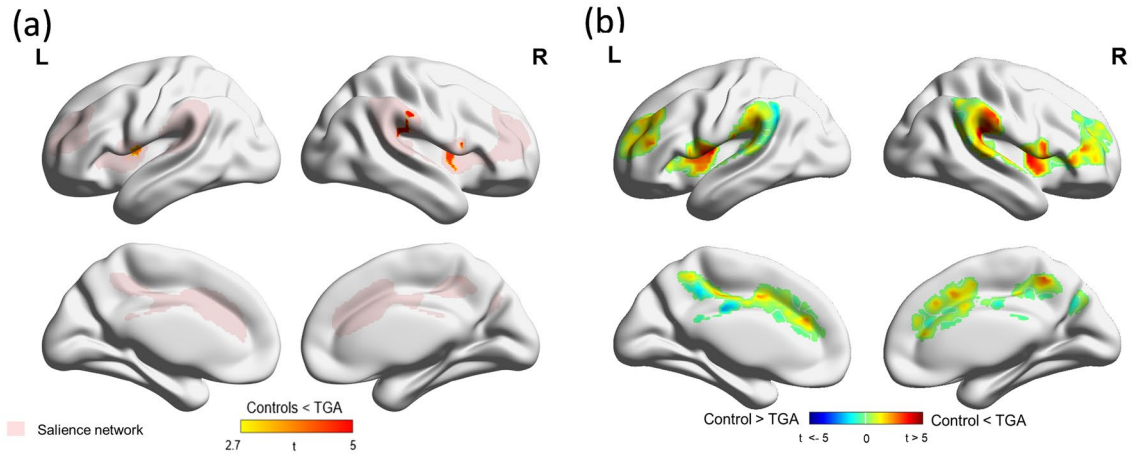 (a)
L
R
Salience network
Controls < TGA
2.7 t 5
(b)
L
R
Control > TGA
Control < TGA
t <- 5 0 t > 5